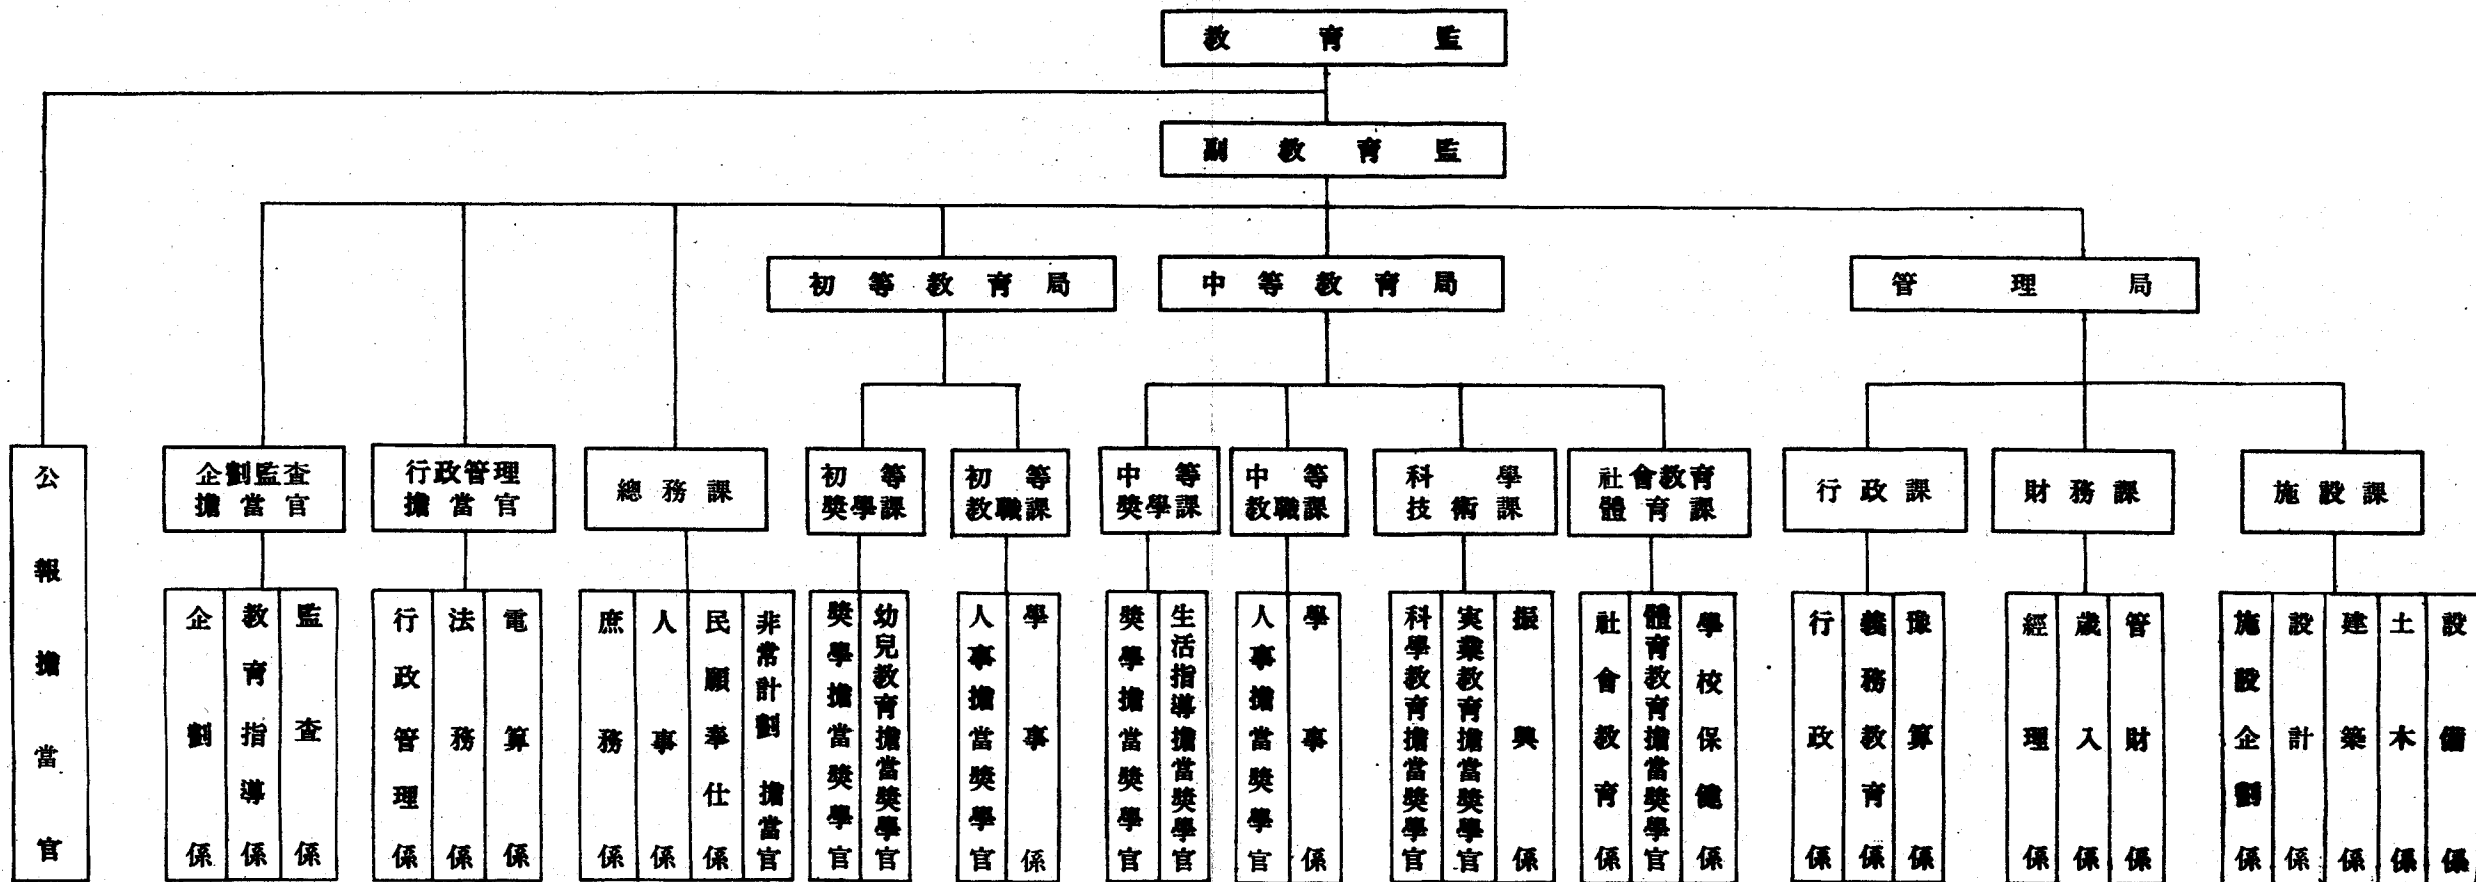 教育監
副教育監
初等教育局
中等教育局
管理局
公報擔當官
企劃監査
擔當官
行政管理
擔當官
總務課
初等
奬學課
初等
教職課
中等
奬學課
中等
教職課
科學
技術課
社會教育
體育課
行政課
財務課
施設課
企劃係
教育指導係
監査係
行政管理係
法務係
電算係
庶務係
人事係
民願奉仕係
非常計劃擔當官
奬學擔當奬學官
幼兒教育擔當奬學官
人事擔當奬學官
學事係
奬學擔當奬學官
生活指導擔當奬學官
人事擔當奬學官
學事係
科學教育擔當奬學官
実業教育擔當奬學官
振興係
社會教育係
體育教育擔當奬學官
學校保健係
行政係
義務教育係
豫算係
經理係
歳入係
管財係
施設企劃係
設計係
建築係
土木係
設備係